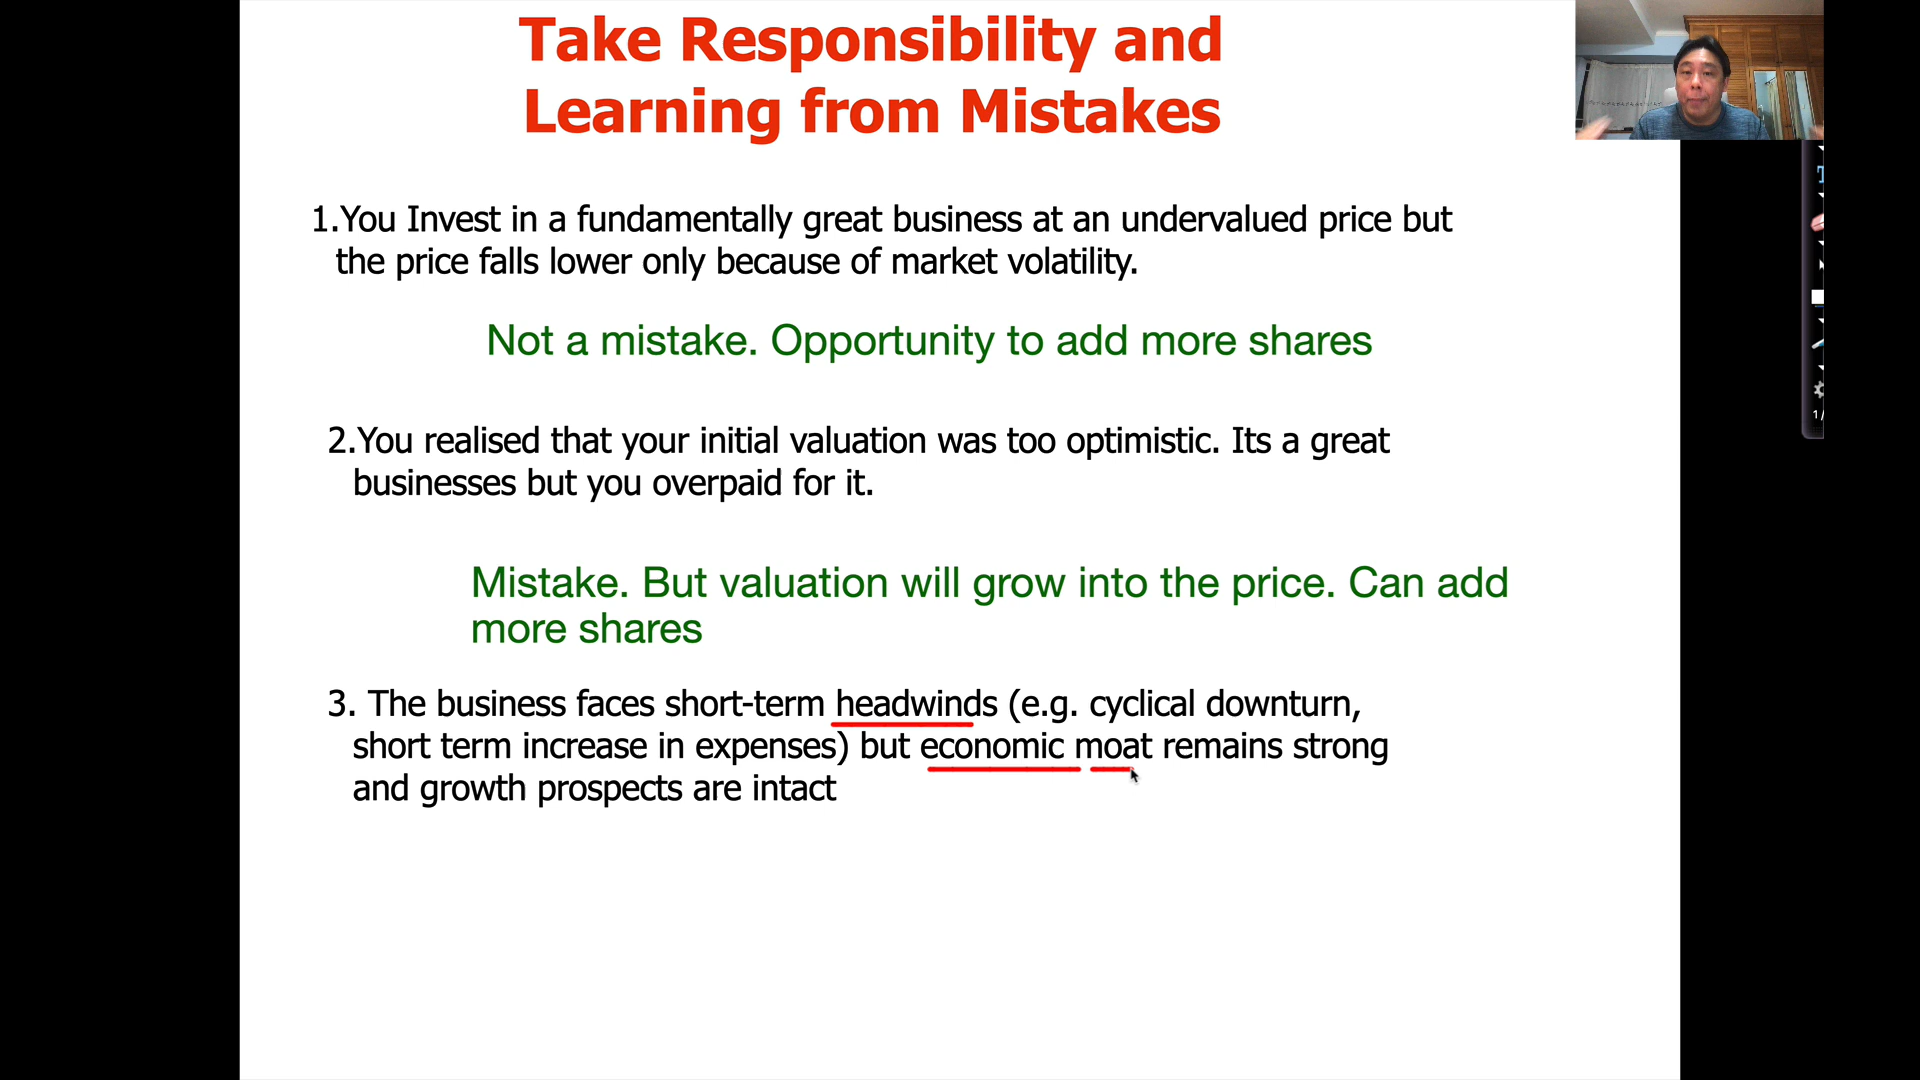 Take Responsibility and
Learning from Mistakes
1.You Invest in a fundamentally great business at an undervalued price but
the price falls lower only because of market volatility.
Not a mistake. Opportunity to add more shares
2.You realised that your initial valuation was too optimistic. Its a great
businesses but you overpaid for it.
Mistake. But valuation will grow into the price. Can add
more shares
3. The business faces short-term headwinds (e.g. cyclical downturn,
short term increase in expenses) but economic moat remains strong
and growth prospects are intact